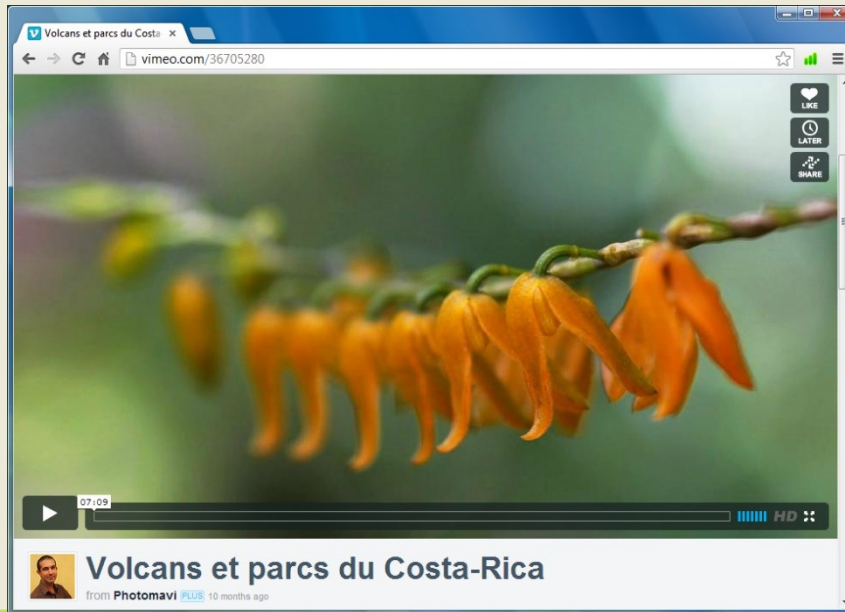 Volcans et parcs du Costa
vimeo.com/36705280
LIKE
LATER
SHARE
07:09
HD
Volcans et parcs du Costa-Rica
from Photomavi PLUS 10 months ago